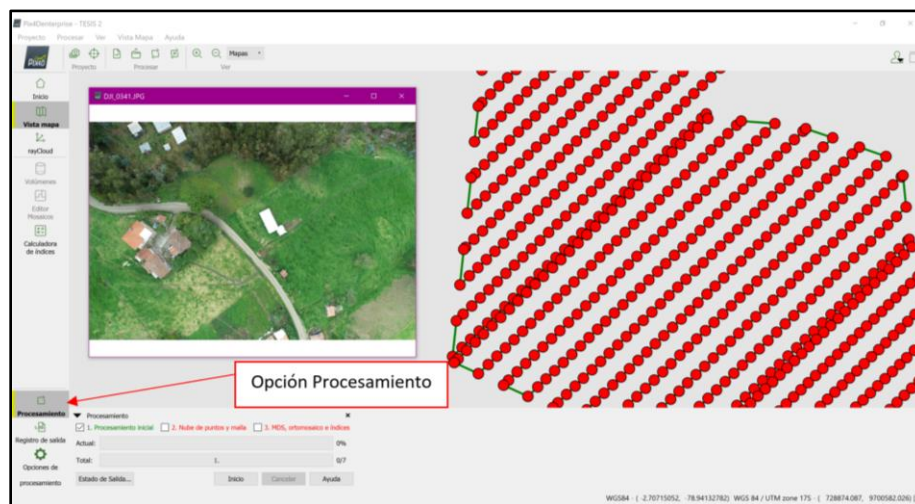 Pix4Denterprise - TESIS 2
Proyecto Procesar Ver Vista Mapa Ayuda
PIX4D
Mapas
Proyecto Procesar Ver
Inicio
Vista mapa
rayCloud
Volúmenes
Editor
Mosaicos
Calculadora
de índices
DJI_0341.JPG
Opción Procesamiento
Procesamiento
Registro de salida
Opciones de
procesamiento
Procesamiento
1. Procesamiento inicial 2. Nube de puntos y malla 3. MDS, ortomosaico e índices
Actual: 0%
Total: 1. 0/7
Estado de Salida... Inicio Cancelar Ayuda
WGS84 - ( -2.70715052, -78.94132782) WGS 84 / UTM zone 17S - ( 728874.087, 9700582.026)